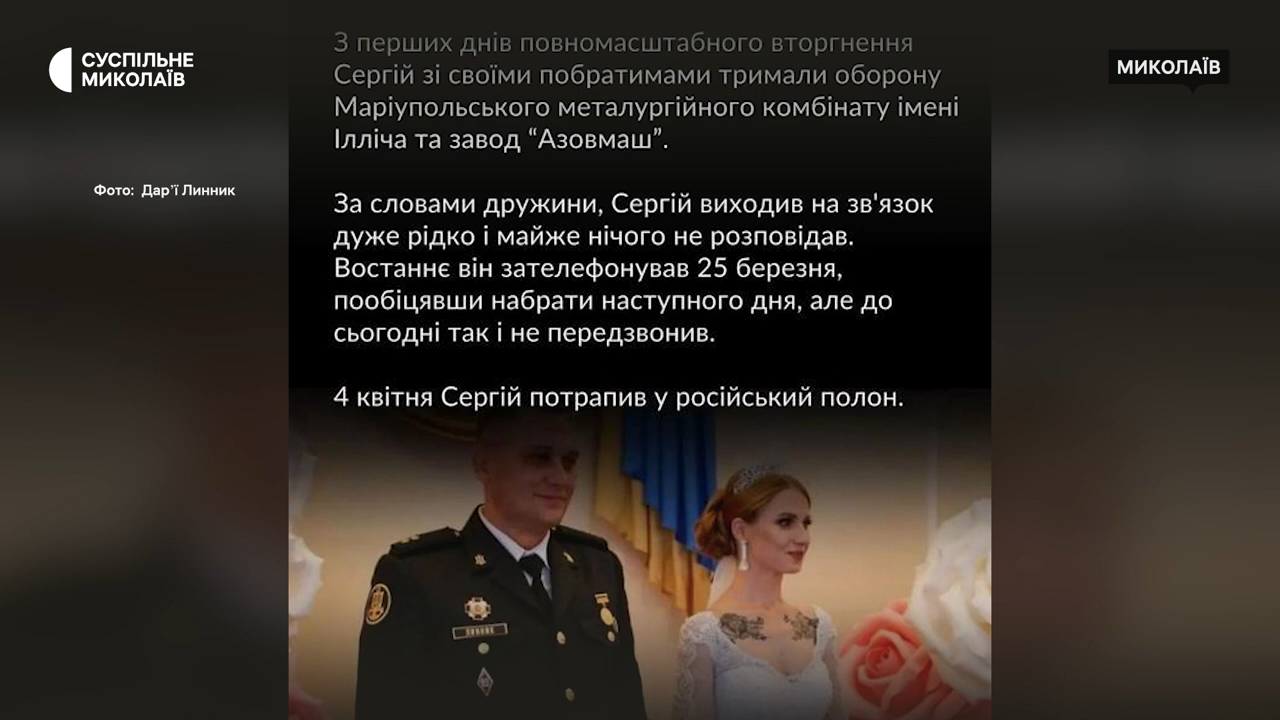 СУСПІЛЬНЕ
МИКОЛАЇВ
МИКОЛАЇВ
Фото: Дар’ї Линник
З перших днів повномасштабного вторгнення
Сергій зі своїми побратимами тримали оборону
Маріупольського металургійного комбінату імені
Ілліча та завод “Азовмаш”.
За словами дружини, Сергій виходив на зв'язок
дуже рідко і майже нічого не розповідав.
Востаннє він зателефонував 25 березня,
пообіцявши набрати наступного дня, але до
сьогодні так і не передзвонив.
4 квітня Сергій потрапив у російський полон.